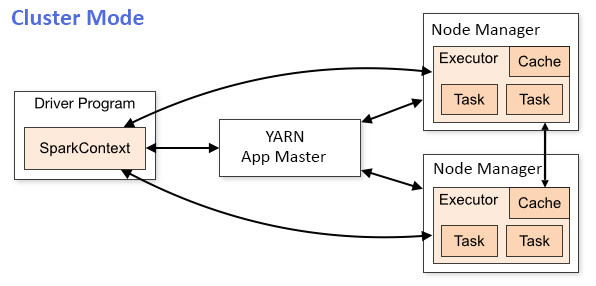 Cluster Mode
Driver Program
SparkContext
YARN
App Master
Node Manager
Executor
Cache
Task
Task
Node Manager
Executor
Cache
Task
Task